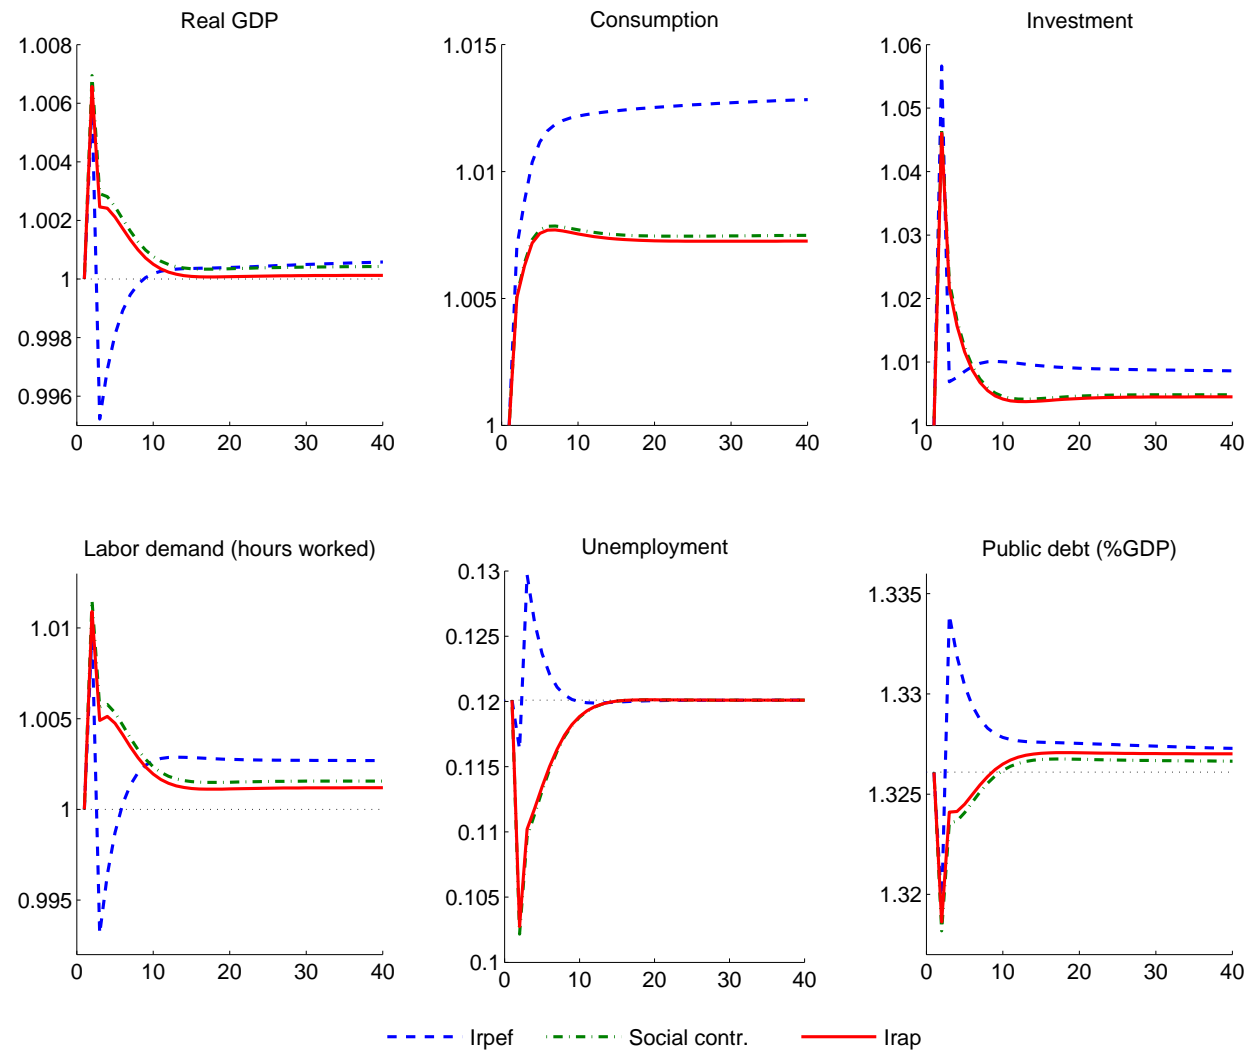 Real GDP
1.008
1.006
1.004
1.002
1
0.998
0.996
0 10 20 30 40
Consumption
1.015
1.01
1.005
1
0 10 20 30 40
Investment
1.06
1.05
1.04
1.03
1.02
1.01
1
0 10 20 30 40
Labor demand (hours worked)
1.01
1.005
1
0.995
0 10 20 30 40
Unemployment
0.13
0.125
0.12
0.115
0.11
0.105
0.1
0 10 20 30 40
Public debt (%GDP)
1.335
1.33
1.325
1.32
0 10 20 30 40
Irpef Social contr. Irap